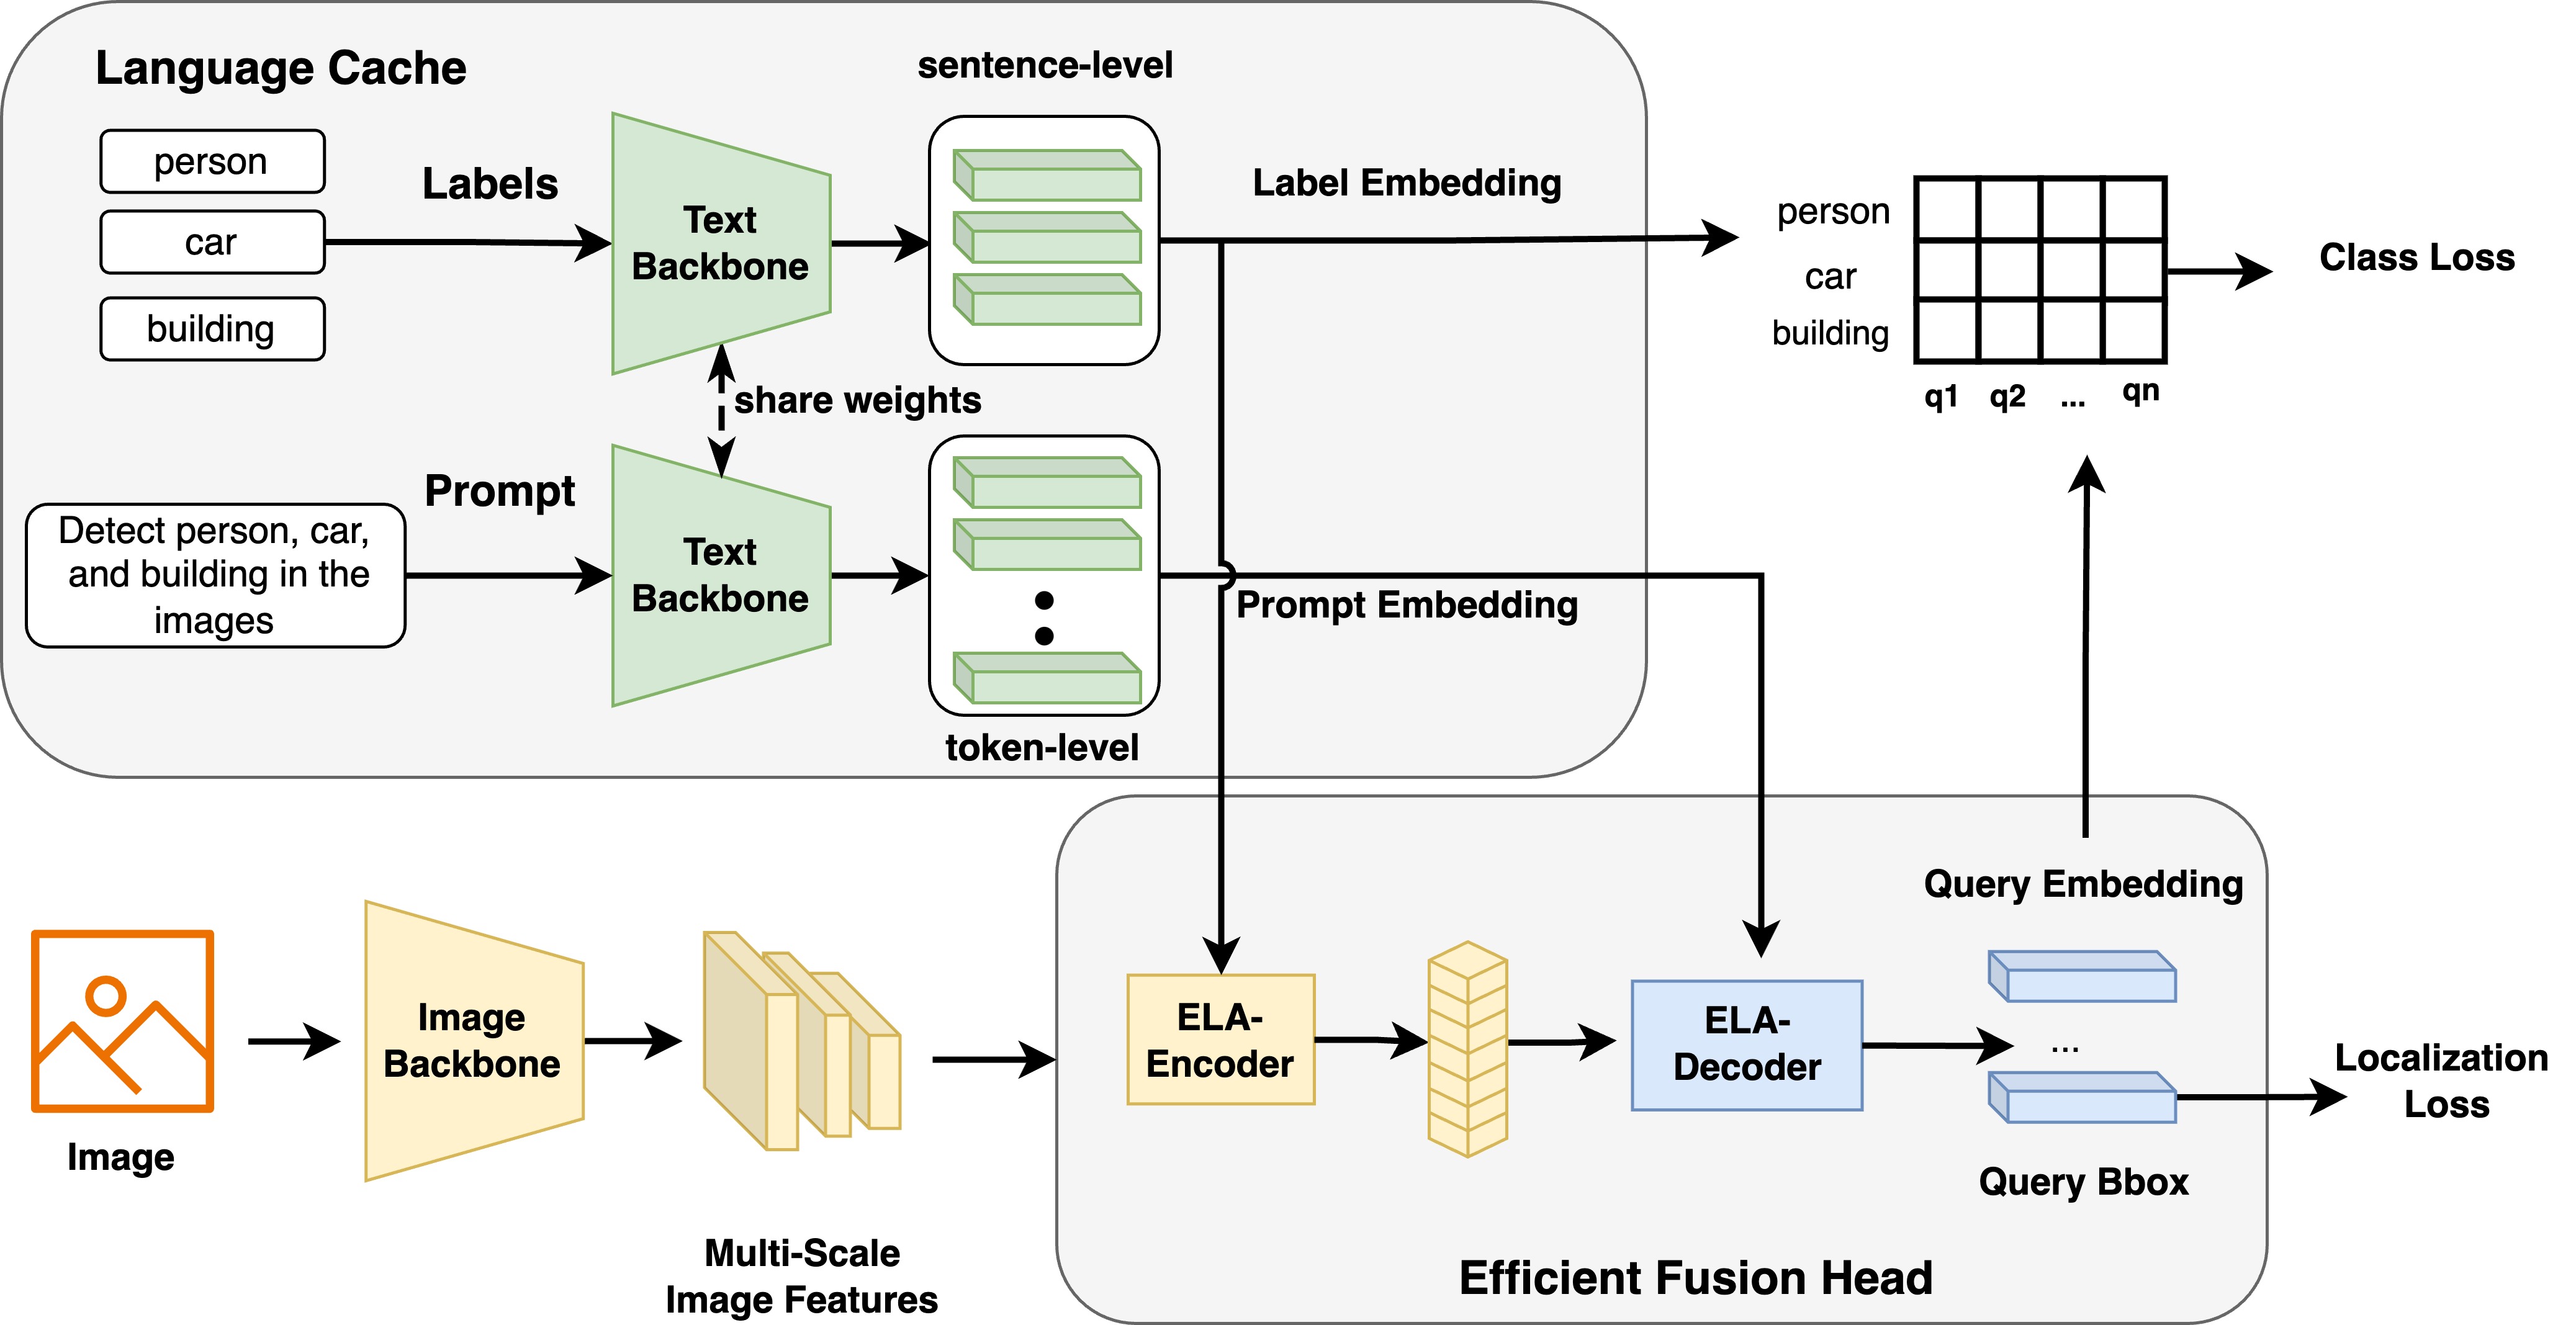 Language Cache
sentence-level
person
car
building
Labels
Text
Backbone
Label Embedding
person
car
building
q1 q2 ... qn
Class Loss
share weights
Prompt
Detect person, car,
and building in the
images
Text
Backbone
Prompt Embedding
token-level
Image
Image
Backbone
Multi-Scale
Image Features
ELA-
Encoder
ELA-
Decoder
Query Embedding
...
Query Bbox
Localization
Loss
Efficient Fusion Head